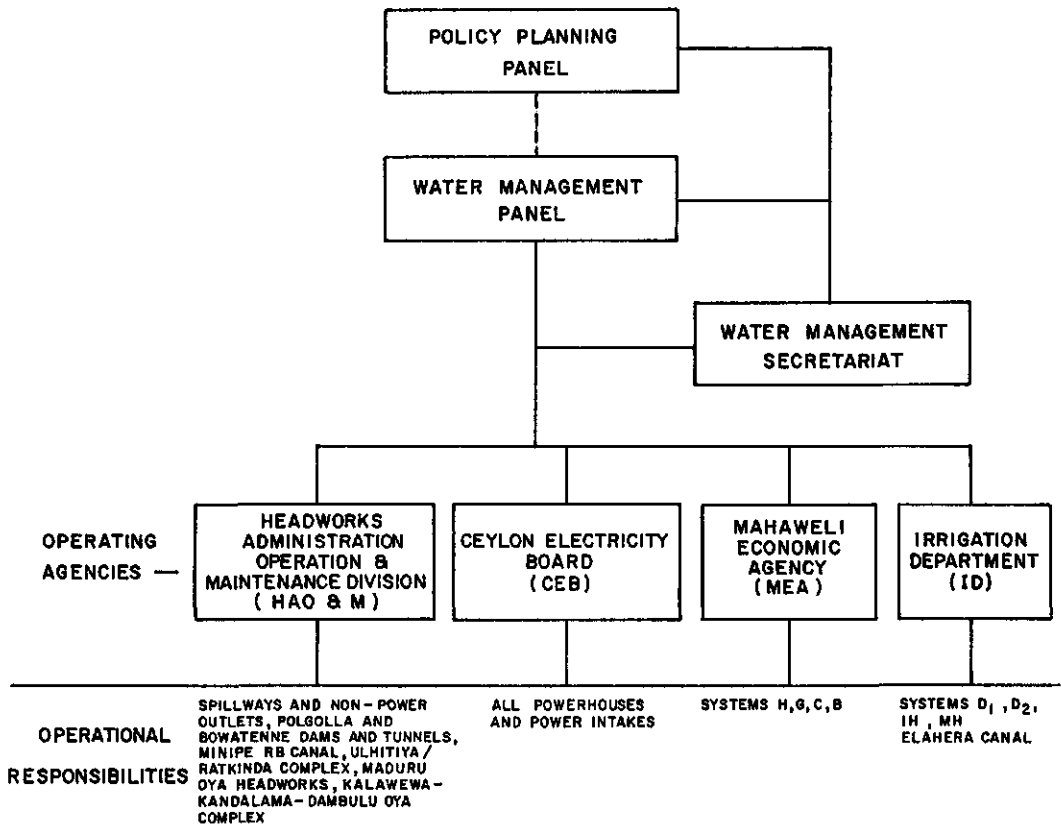 POLICY PLANNING
PANEL
WATER MANAGEMENT
PANEL
WATER MANAGEMENT
SECRETARIAT
OPERATING
AGENCIES →
HEADWORKS
ADMINISTRATION
OPERATION &
MAINTENANCE DIVISION
( HAO & M )
CEYLON ELECTRICITY
BOARD
(CEB)
MAHAWELI
ECONOMIC
AGENCY
(MEA)
IRRIGATION
DEPARTMENT
(ID)
OPERATIONAL
RESPONSIBILITIES
SPILLWAYS AND NON-POWER
OUTLETS, POLGOLLA AND
BOWATENNE DAMS AND TUNNELS,
MINIPE RB CANAL, ULHITIYA/
RATKINDA COMPLEX, MADURU
OYA HEADWORKS, KALAWEWA-
KANDALAMA-DAMBULU OYA
COMPLEX
ALL POWERHOUSES
AND POWER INTAKES
SYSTEMS H,G,C,B
SYSTEMS D₁, D₂,
IH, MH
ELAHERA CANAL